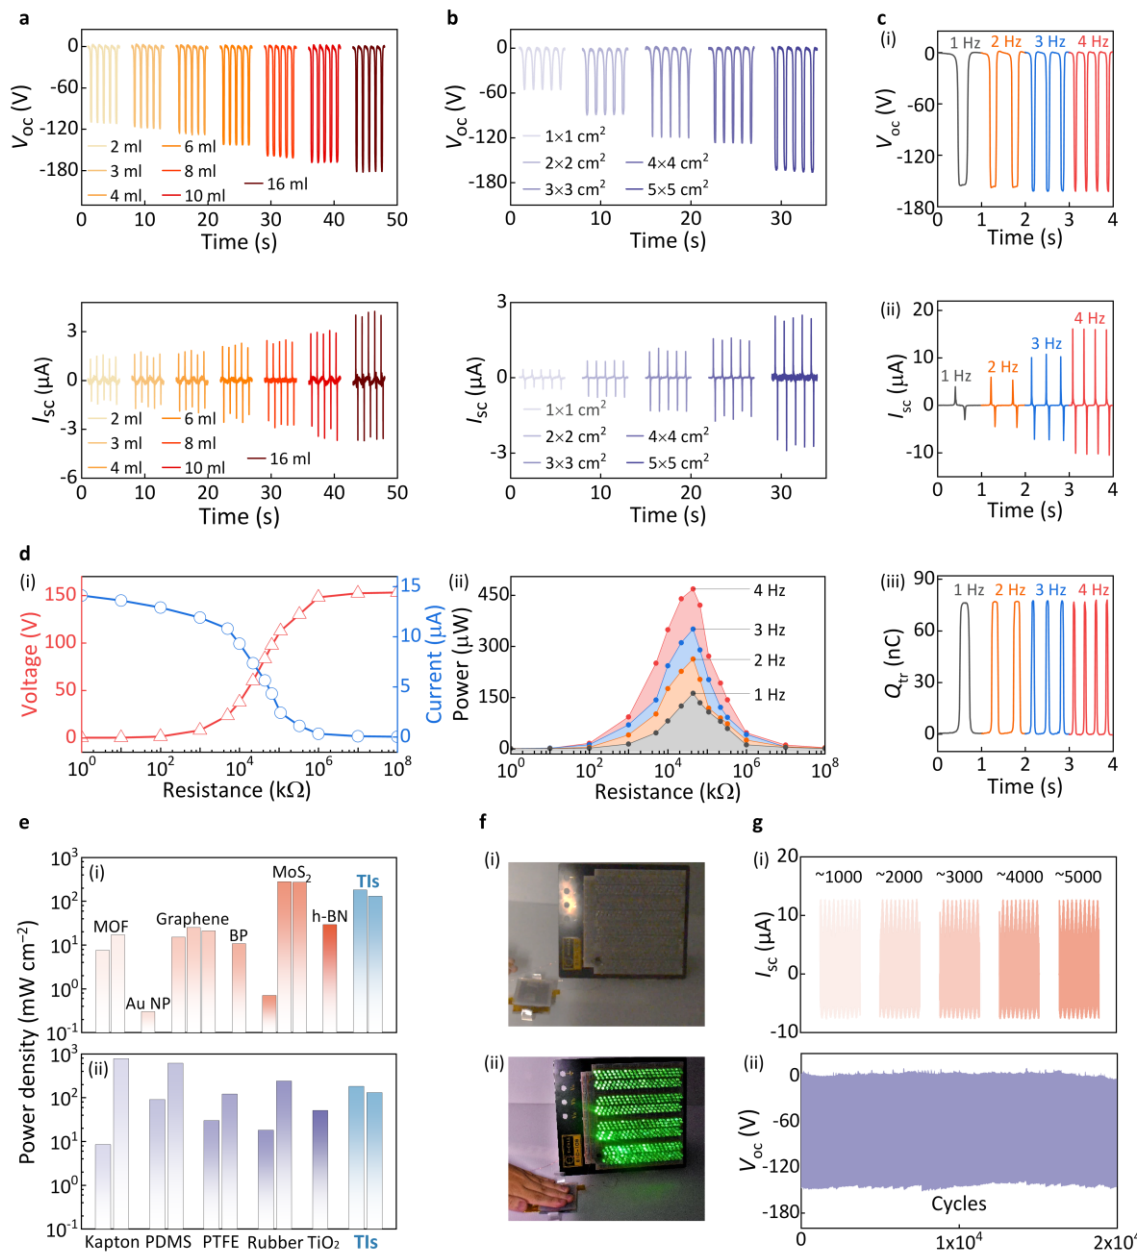 a
V_oc (V)
0
-60
-120
-180
2 ml
3 ml
4 ml
6 ml
8 ml
10 ml
16 ml
0 10 20 30 40 50
Time (s)
I_sc (μA)
3
0
-3
-6
2 ml
3 ml
4 ml
6 ml
8 ml
10 ml
16 ml
0 10 20 30 40 50
Time (s)
b
V_oc (V)
0
-60
-120
-180
1×1 cm²
2×2 cm²
3×3 cm²
4×4 cm²
5×5 cm²
0 10 20 30
Time (s)
I_sc (μA)
3
0
-3
1×1 cm²
2×2 cm²
3×3 cm²
4×4 cm²
5×5 cm²
0 10 20 30
Time (s)
c
(i)
1 Hz 2 Hz 3 Hz 4 Hz
V_oc (V)
0
-60
-120
-180
0 1 2 3 4
Time (s)
(ii)
1 Hz 2 Hz 3 Hz 4 Hz
I_sc (μA)
20
10
0
-10
0 1 2 3 4
Time (s)
(iii)
1 Hz 2 Hz 3 Hz 4 Hz
Q_tr (nC)
90
60
30
0
0 1 2 3 4
Time (s)
d
(i)
Voltage (V)
150
100
50
0
Current (μA)
15
10
5
0
10⁰ 10² 10⁴ 10⁶ 10⁸
Resistance (kΩ)
(ii)
Power (μW)
450
300
150
0
4 Hz
3 Hz
2 Hz
1 Hz
10⁰ 10² 10⁴ 10⁶ 10⁸
Resistance (kΩ)
e
Power density (mW cm⁻²)
(i)
10³
10²
10¹
10⁰
10⁻¹
MOF
Au NP
Graphene
BP
MoS₂
h-BN
TIs
(ii)
10³
10²
10¹
10⁰
10⁻¹
Kapton PDMS PTFE Rubber TiO₂ TIs
f
(i)
(ii)
g
(i)
I_sc (μA)
20
10
0
-10
~1000 ~2000 ~3000 ~4000 ~5000
(ii)
V_oc (V)
0
-60
-120
-180
Cycles
0 1x10⁴ 2x10⁴